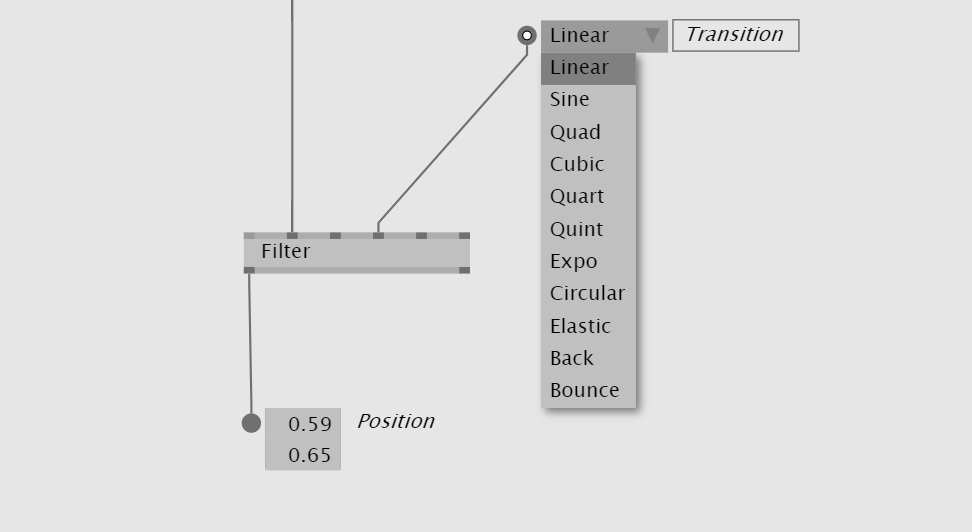 Linear
Transition
Linear
Sine
Quad
Cubic
Quart
Quint
Expo
Circular
Elastic
Back
Bounce
Filter
0.59
0.65
Position